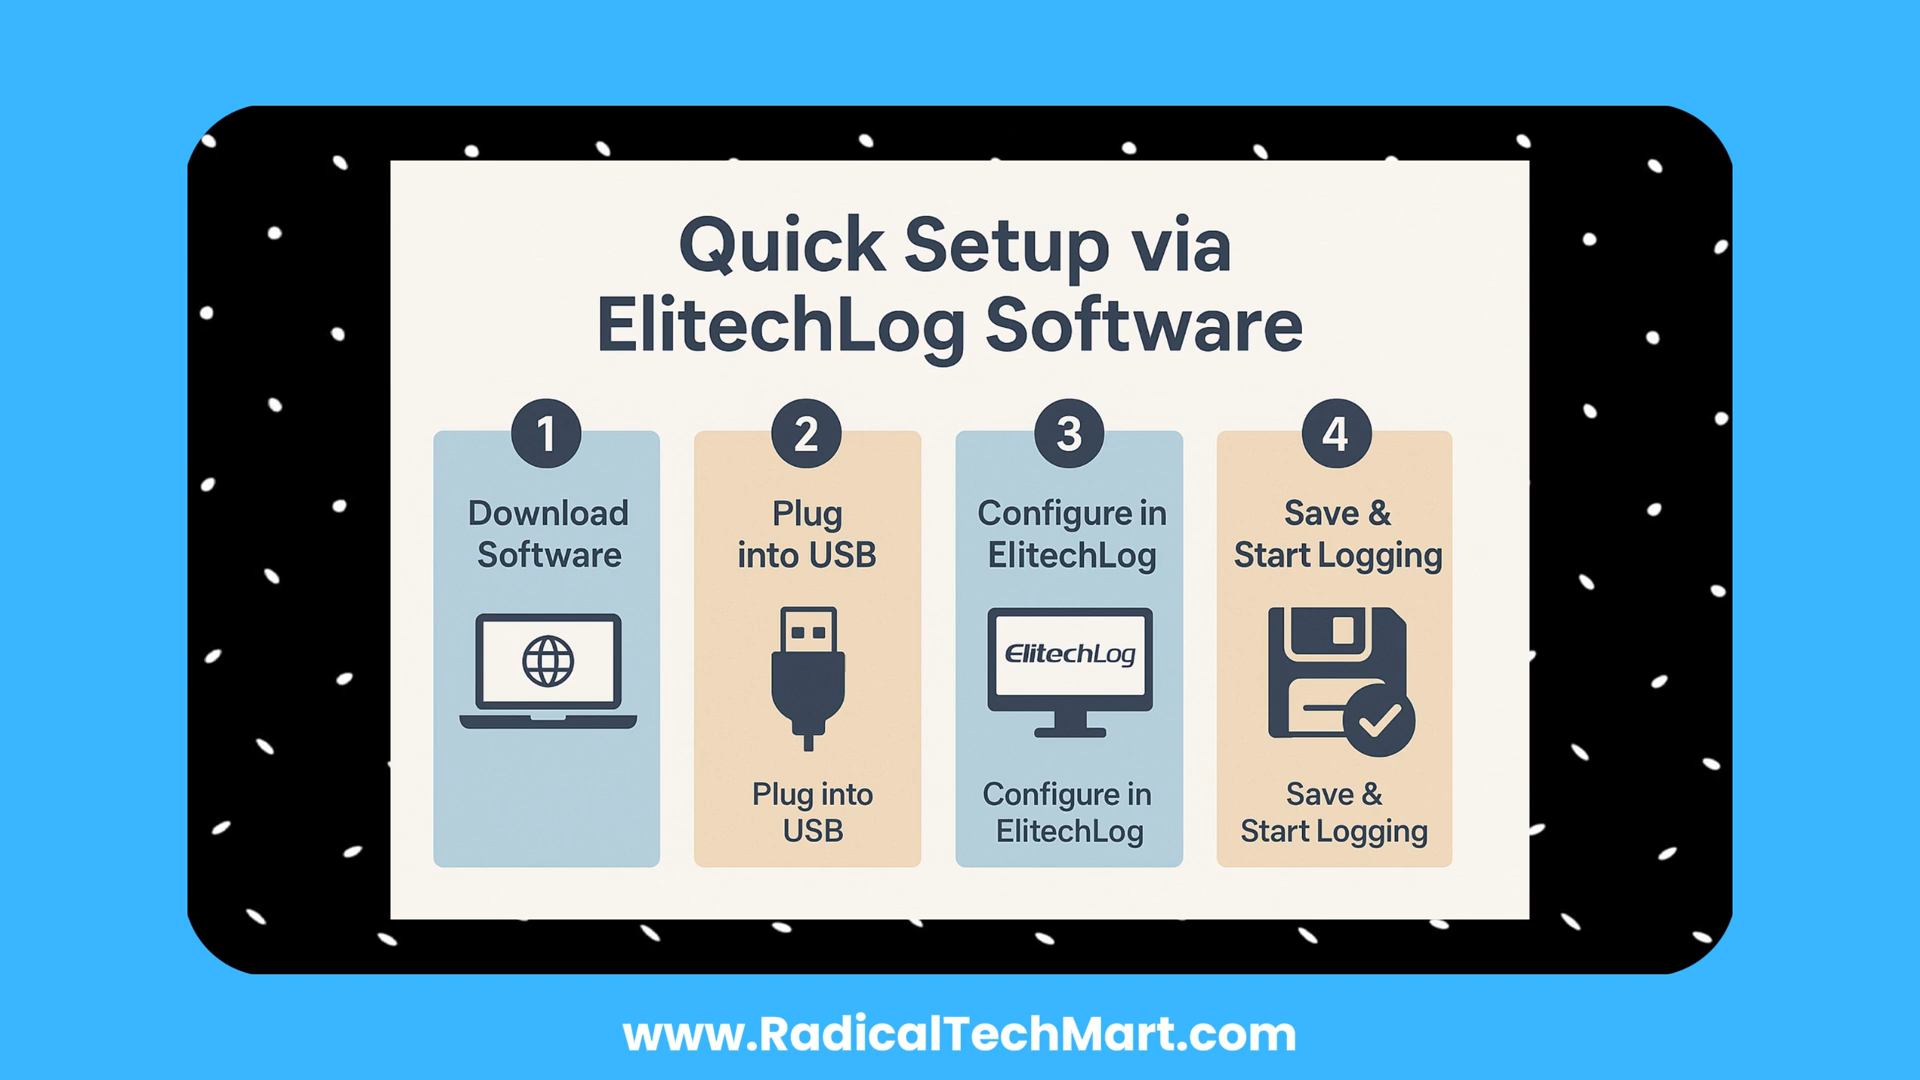 Quick Setup via
ElitechLog Software
1
Download
Software
2
Plug
into USB
Plug into
USB
3
Configure in
ElitechLog
ElitechLog
Configure in
ElitechLog
4
Save &
Start Logging
Save &
Start Logging
www.RadicalTechMart.com